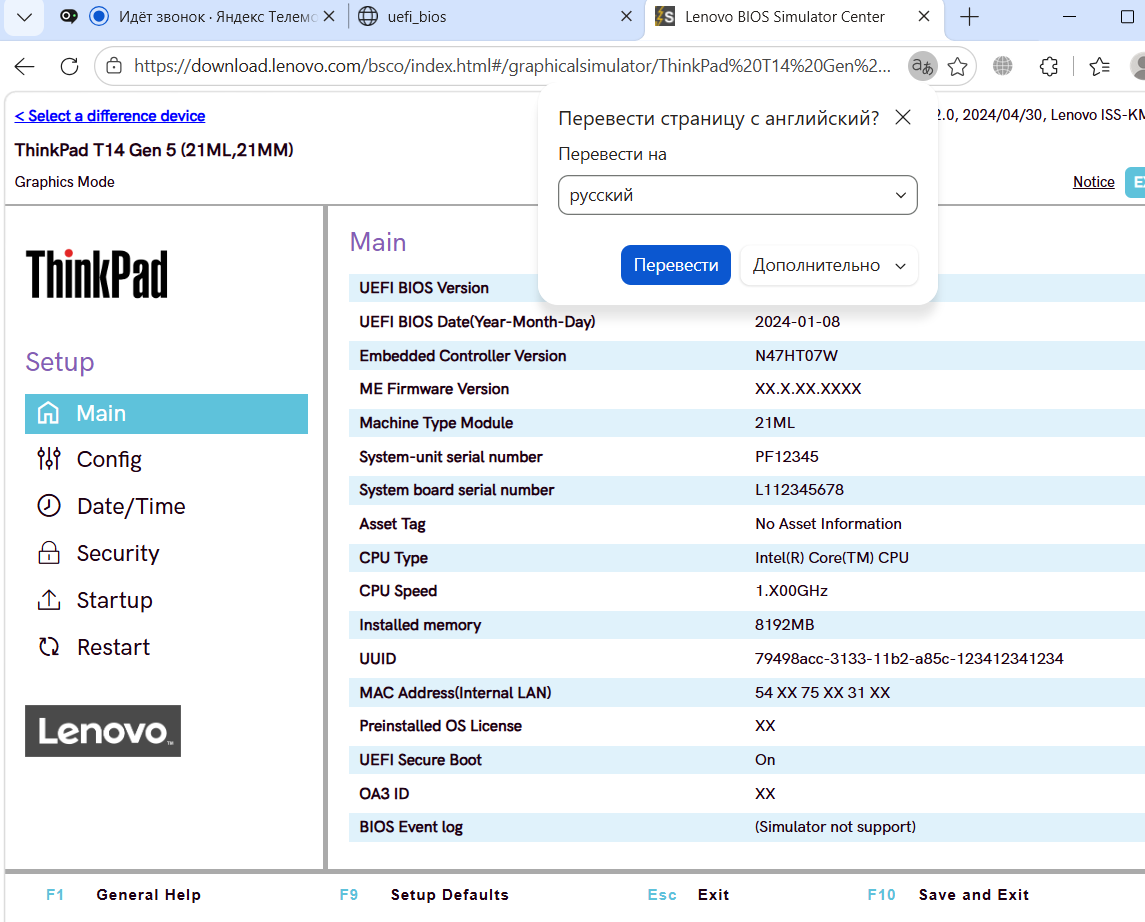 Идёт звонок · Яндекс Телемо
uefi_bios
Lenovo BIOS Simulator Center
https://download.lenovo.com/bsco/index.html#/graphicalsimulator/ThinkPad%20T14%20Gen%2...
< Select a difference device
2.0, 2024/04/30, Lenovo ISS-KM
ThinkPad T14 Gen 5 (21ML,21MM)
Graphics Mode
Notice
Перевести страницу с английский?
Перевести на
русский
Перевести
Дополнительно
ThinkPad
Setup
Main
Config
Date/Time
Security
Startup
Restart
Lenovo™
Main
UEFI BIOS Version
UEFI BIOS Date(Year-Month-Day) 2024-01-08
Embedded Controller Version N47HT07W
ME Firmware Version XX.X.XX.XXXX
Machine Type Module 21ML
System-unit serial number PF12345
System board serial number L112345678
Asset Tag No Asset Information
CPU Type Intel(R) Core(TM) CPU
CPU Speed 1.X00GHz
Installed memory 8192MB
UUID 79498acc-3133-11b2-a85c-123412341234
MAC Address(Internal LAN) 54 XX 75 XX 31 XX
Preinstalled OS License XX
UEFI Secure Boot On
OA3 ID XX
BIOS Event log (Simulator not support)
F1 General Help F9 Setup Defaults Esc Exit F10 Save and Exit